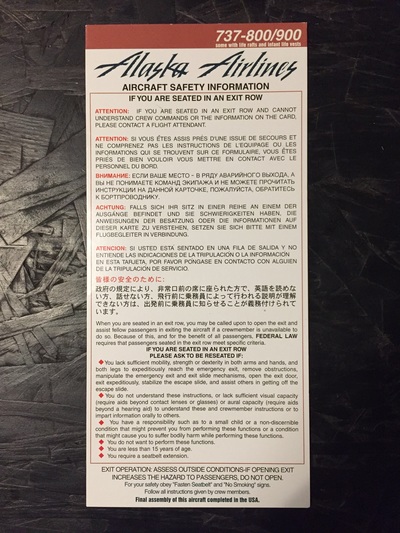 737-800/900
some with life rafts and infant life vests
Alaska Airlines
AIRCRAFT SAFETY INFORMATION
IF YOU ARE SEATED IN AN EXIT ROW
ATTENTION: IF YOU ARE SEATED IN AN EXIT ROW AND CANNOT
UNDERSTAND CREW COMMANDS OR THE INFORMATION ON THE CARD,
PLEASE CONTACT A FLIGHT ATTENDANT.
ATTENTION: SI VOUS ÊTES ASSIS PRÈS D'UNE ISSUE DE SECOURS ET
NE COMPRENEZ PAS LES INSTRUCTIONS DE L'EQUIPAGE OU LES
INFORMATIONS QUI SE TROUVENT SUR CE FORMULAIRE, VOUS ÊTES
PRIES DE BIEN VOULOIR VOUS METTRE EN CONTACT AVEC LE
PERSONNEL DU BORD.
ВНИМАНИЕ: ЕСЛИ ВАШЕ МЕСТО - В РЯДУ АВАРИЙНОГО ВЫХОДА, А
ВЫ НЕ ПОНИМАЕТЕ КОМАНД ЭКИПАЖА И НЕ МОЖЕТЕ ПРОЧИТАТЬ
ИНСТРУКЦИИ НА ДАННОЙ КАРТОЧКЕ, ПОЖАЛУЙСТА, ОБРАТИТЕСЬ
К БОРТПРОВОДНИКУ.
ACHTUNG: FALLS SICH IHR SITZ IN EINER REIHE AN EINEM DER
AUSGÄNGE BEFINDET UND SIE SCHWIERIGKEITEN HABEN, DIE
ANWEISUNGEN DER BESATZUNG ODER DIE INFORMATIONEN AUF
DIESER KARTE ZU VERSTEHEN, SETZEN SIE SICH BITTE MIT EINEM
FLUGBEGLEITER IN VERBINDUNG.
ATENCION: SI USTED ESTÁ SENTADO EN UNA FILA DE SALIDA Y NO
ENTIENDE LAS INDICACIONES DE LA TRIPULACIÓN O LA INFORMACIÓN
EN ESTA TARJETA, POR FAVOR PÓNGASE EN CONTACTO CON ALGUIEN
DE LA TRIPULACIÓN DE SERVICIO.
皆様の安全のために:
政府の規定により、非常口前の席に座られた方で、英語を読めな
い方、話せない方、飛行前に乗務員によって行われる説明が理解
できない方は、出発前に乗務員に知らせることが義務付けられて
います。
When you are seated in an exit row, you may be called upon to open the exit and
assist fellow passengers in exiting the aircraft if a crewmember is unavailable to
do so. Because of this, and for the benefit of all passengers, FEDERAL LAW
requires that passengers seated in the exit row meet specific criteria.
IF YOU ARE SEATED IN AN EXIT ROW
PLEASE ASK TO BE RESEATED IF:
◆ You lack sufficient mobility, strength or dexterity in both arms and hands, and
both legs to expeditiously reach the emergency exit, remove obstructions,
manipulate the emergency exit and exit slide mechanisms, open the exit door,
exit expeditiously, stabilize the escape slide, and assist others in getting off the
escape slide.
◆ You do not understand these instructions, or lack sufficient visual capacity
(require aids beyond contact lenses or glasses) or aural capacity (require aids
beyond a hearing aid) to understand these and crewmember instructions or to
impart information orally to others.
◆ You have a responsibility such as to a small child or a non-discernible
condition that might prevent you from performing these functions or a condition
that might cause you to suffer bodily harm while performing these functions.
◆ You do not want to perform these functions.
◆ You are less than 15 years of age.
◆ You require a seatbelt extension.
EXIT OPERATION: ASSESS OUTSIDE CONDITIONS-IF OPENING EXIT
INCREASES THE HAZARD TO PASSENGERS, DO NOT OPEN.
For your safety obey "Fasten Seatbelt" and "No Smoking" signs.
Follow all instructions given by crew members.
Final assembly of this aircraft completed in the USA.